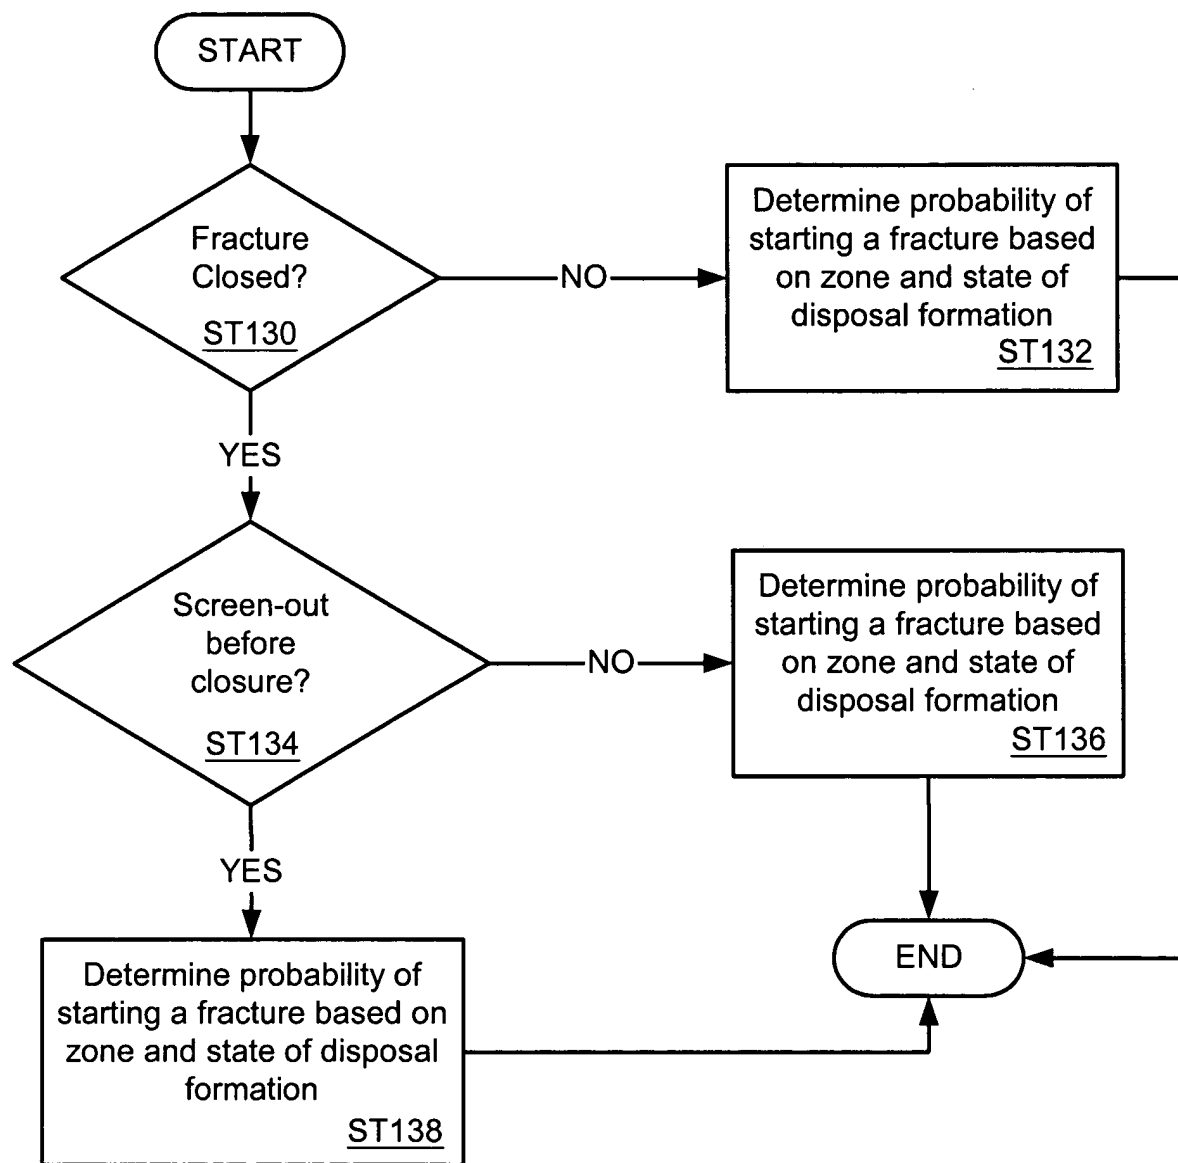 START
Fracture
Closed?
ST130
NO
Determine probability of
starting a fracture based
on zone and state of
disposal formation
ST132
YES
Screen-out
before
closure?
ST134
NO
Determine probability of
starting a fracture based
on zone and state of
disposal formation
ST136
YES
Determine probability of
starting a fracture based on
zone and state of disposal
formation
ST138
END